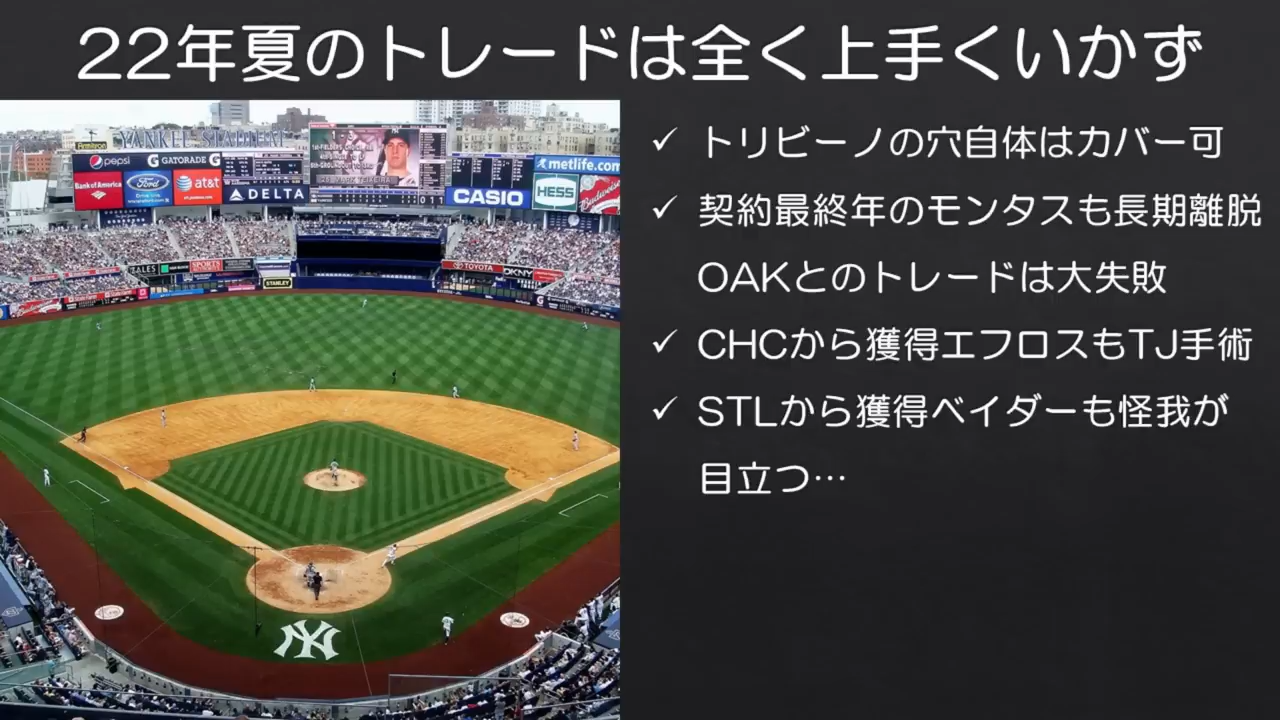 22年夏のトレードは全く上手くいかず
トリビーノの穴自体はカバー可
契約最終年のモンタスも長期離脱
OAKとのトレードは大失敗
CHCから獲得エフロスもTJ手術
STLから獲得ベイダーも怪我が
目立つ…
YANKEE STADIUM
Armitron
pepsi
GATORADE
Bank of America
Ford
at&t
DELTA
MARK TEIXEIRA
metlife.com
CASIO
HESS
Budweiser
SPORTS
TOYOTA
DKNY
STANLEY
NY